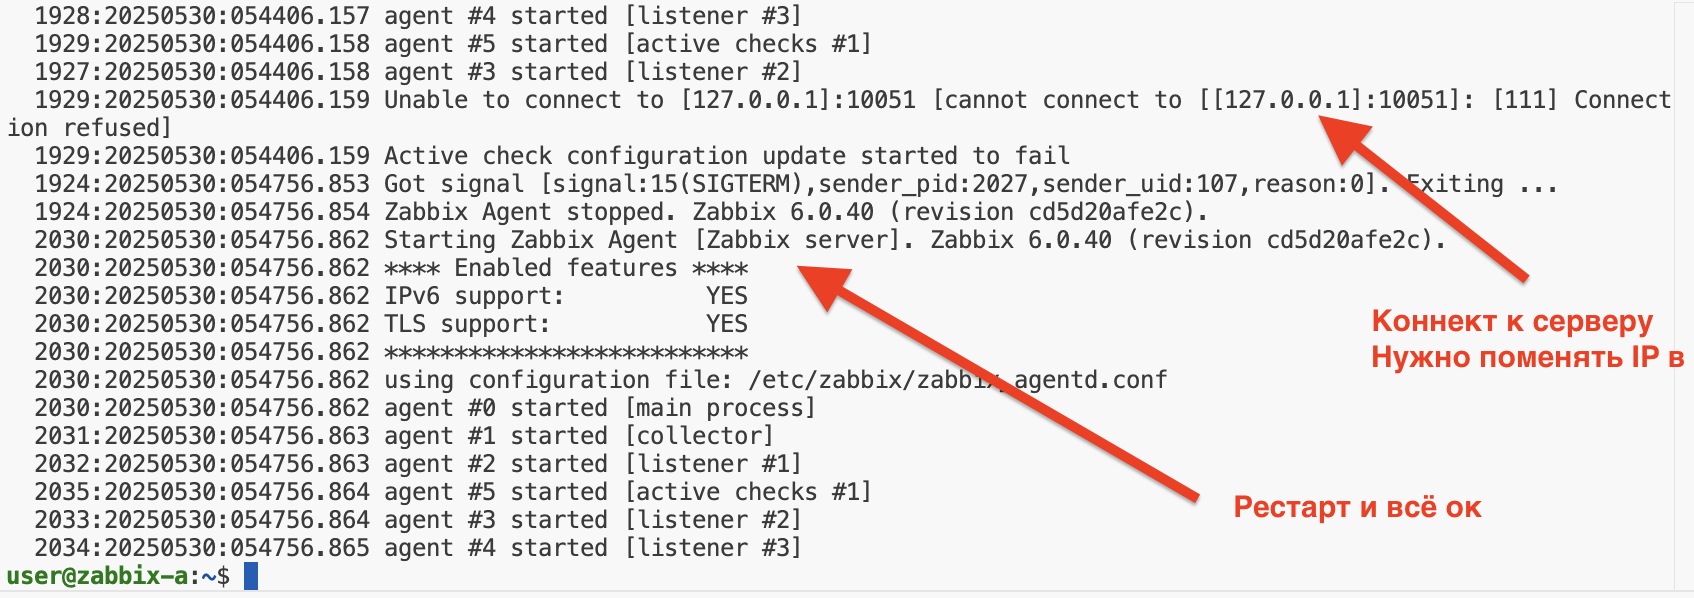 1928:20250530:054406.157 agent #4 started [listener #3]
1929:20250530:054406.158 agent #5 started [active checks #1]
1927:20250530:054406.158 agent #3 started [listener #2]
1929:20250530:054406.159 Unable to connect to [127.0.0.1]:10051 [cannot connect to [[127.0.0.1]:10051]: [111] Connect
ion refused]
1929:20250530:054406.159 Active check configuration update started to fail
1924:20250530:054756.853 Got signal [signal:15(SIGTERM),sender_pid:2027,sender_uid:107,reason:0]. Exiting ...
1924:20250530:054756.854 Zabbix Agent stopped. Zabbix 6.0.40 (revision cd5d20afe2c).
2030:20250530:054756.862 Starting Zabbix Agent [Zabbix server]. Zabbix 6.0.40 (revision cd5d20afe2c).
2030:20250530:054756.862 **** Enabled features ****
2030:20250530:054756.862 IPv6 support:          YES
2030:20250530:054756.862 TLS support:           YES
2030:20250530:054756.862 **************************
2030:20250530:054756.862 using configuration file: /etc/zabbix/zabbix_agentd.conf
2030:20250530:054756.862 agent #0 started [main process]
2031:20250530:054756.863 agent #1 started [collector]
2032:20250530:054756.863 agent #2 started [listener #1]
2035:20250530:054756.864 agent #5 started [active checks #1]
2033:20250530:054756.864 agent #3 started [listener #2]
2034:20250530:054756.865 agent #4 started [listener #3]
user@zabbix-a:~$
Коннект к серверу
Нужно поменять IP в
Рестарт и всё ок